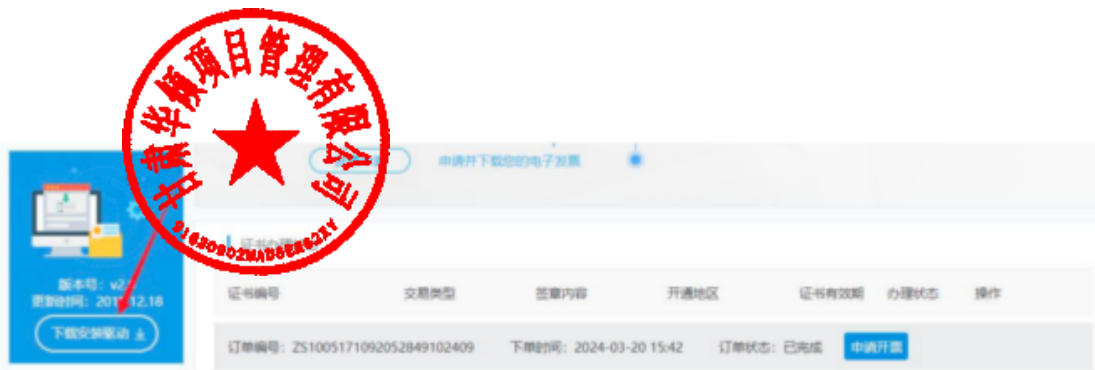 甘肃华领项目管理有限公司
申请并下载您的电子发票
版本号：v2.
更新时间：201 12.18
下载安装驱动
证书编号 交易类型 签章内容 开通地区 证书有效期 办理状态 操作
订单编号：ZS1005171092052849102409 下单时间：2024-03-20 15:42 订单状态：已完成 申请开票